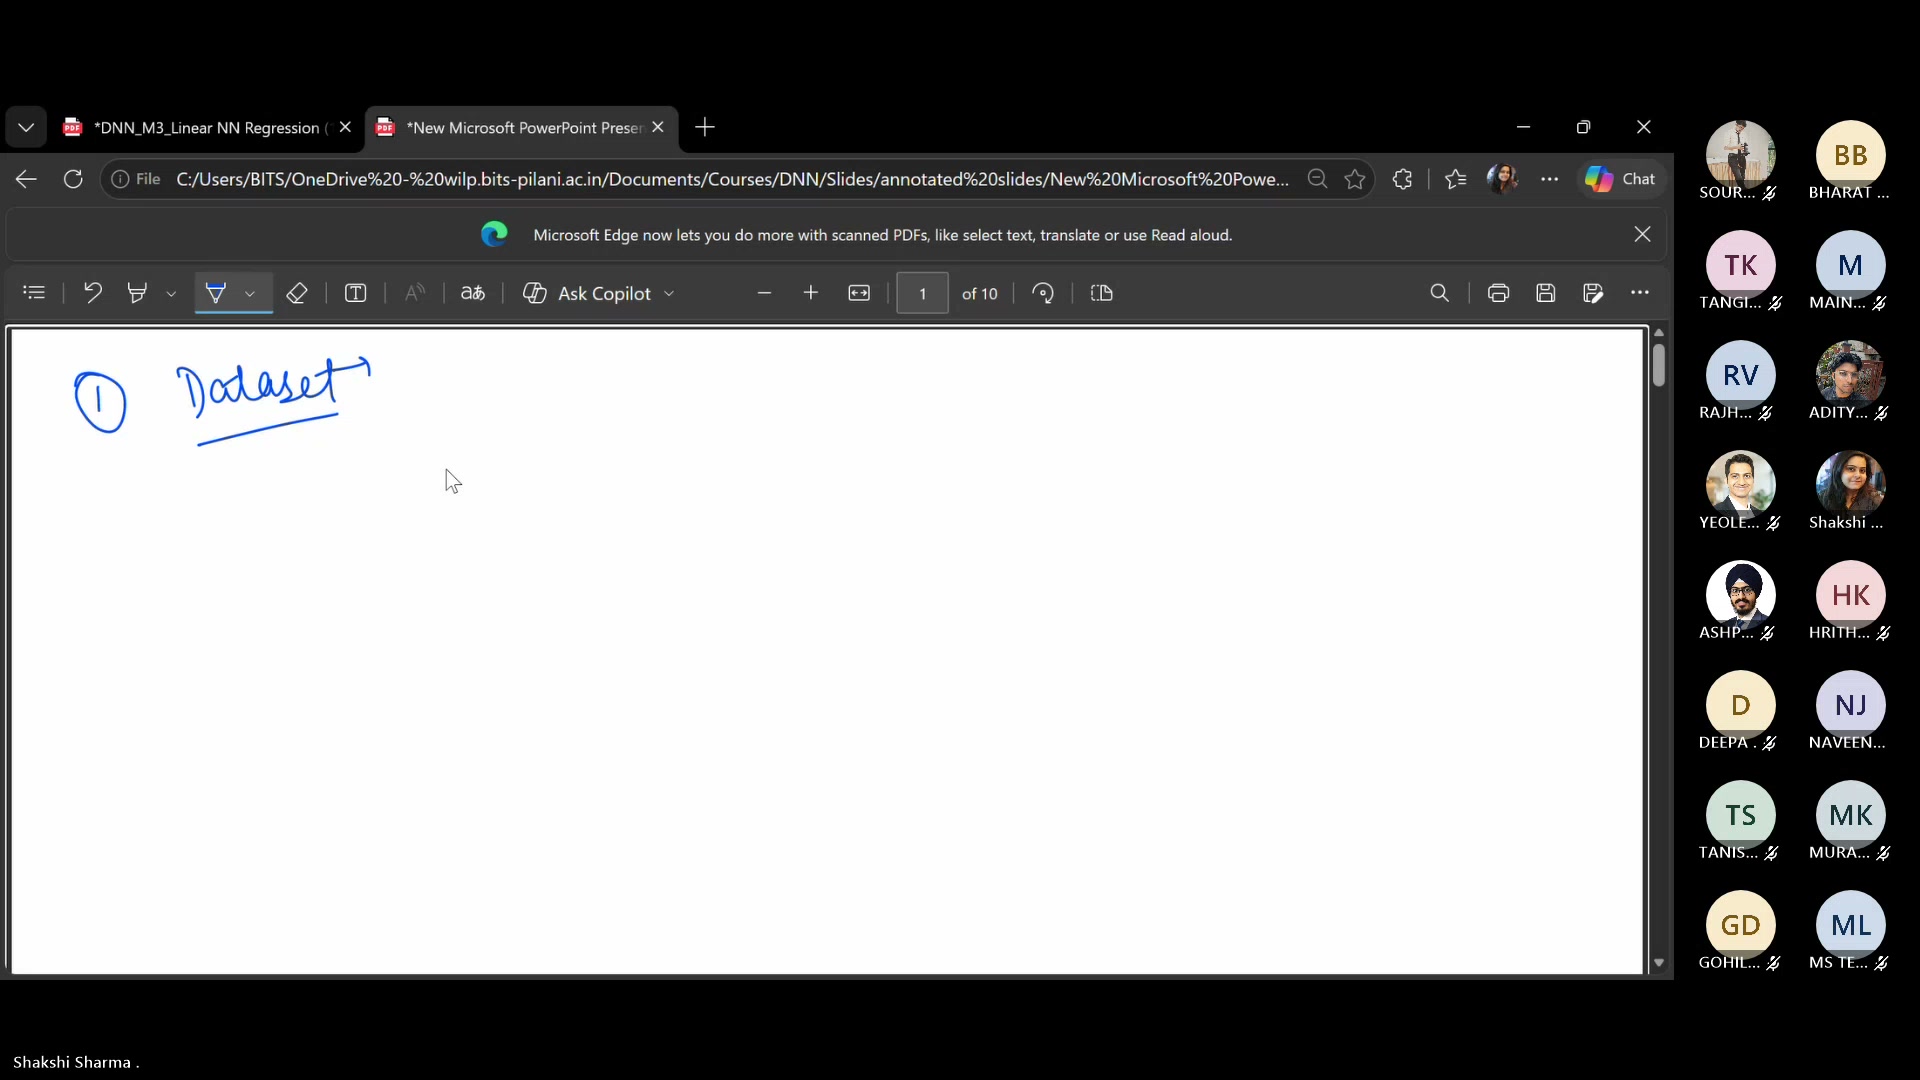 *DNN_M3_Linear NN Regression (
*New Microsoft PowerPoint Presen
File C:/Users/BITS/OneDrive%20-%20wilp.bits-pilani.ac.in/Documents/Courses/DNN/Slides/annotated%20slides/New%20Microsoft%20Powe...
Chat
Microsoft Edge now lets you do more with scanned PDFs, like select text, translate or use Read aloud.
aあ Ask Copilot 1 of 10
① Dataset
SOUR...
BB
BHARAT ...
TK
TANGI...
M
MAIN...
RV
RAJH...
ADITY...
YEOLE...
Shakshi ...
ASHP...
HK
HRITH...
D
DEEPA .
NJ
NAVEEN...
TS
TANIS...
MK
MURA...
GD
GOHIL...
ML
MS TE...
Shakshi Sharma .